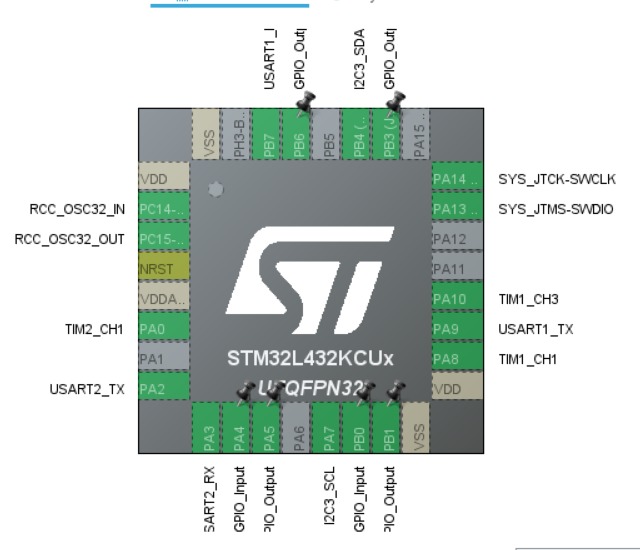 USART1_I
GPIO_Outp
I2C3_SDA
GPIO_Outp
VSS
PH3-B..
PB7
PB6
PB5
PB4 (..
PB3 (J..
PA15 ..
VDD
PA14 ..
SYS_JTCK-SWCLK
RCC_OSC32_IN
PC14-..
PA13 ..
SYS_JTMS-SWDIO
RCC_OSC32_OUT
PC15-..
PA12
NRST
PA11
VDDA..
PA10
TIM1_CH3
TIM2_CH1
PA0
PA9
USART1_TX
PA1
STM32L432KCUx
PA8
TIM1_CH1
USART2_TX
PA2
UFQFPN32
VDD
PA3
PA4
PA5
PA6
PA7
PB0
PB1
VSS
SART2_RX
GPIO_Input
PIO_Output
I2C3_SCL
GPIO_Input
PIO_Output